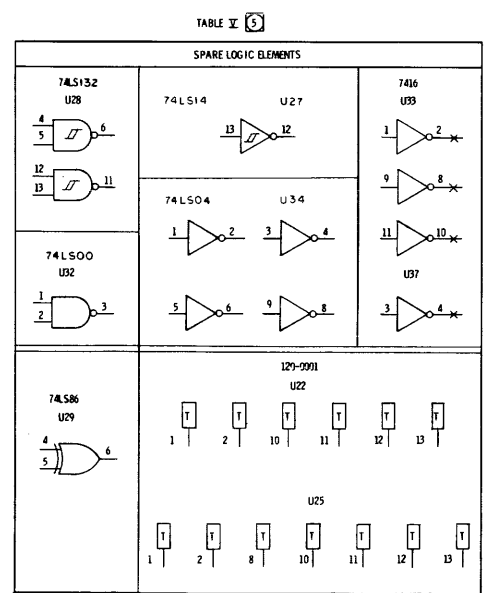 TABLE V 5
SPARE LOGIC ELEMENTS
74LS132
U28
4
5
6
12
13
11
74LS14 U27
13 12
7416
U33
1 2
9 8
11 10
U37
3 4
74LS04 U34
1 2 3 4
5 6 9 8
74LS00
U32
1
2
3
74LS86
U29
4
5
6
120-0001
U22
T T T T T T
1 2 10 11 12 13
U25
T T T T T T T
1 2 8 10 11 12 13